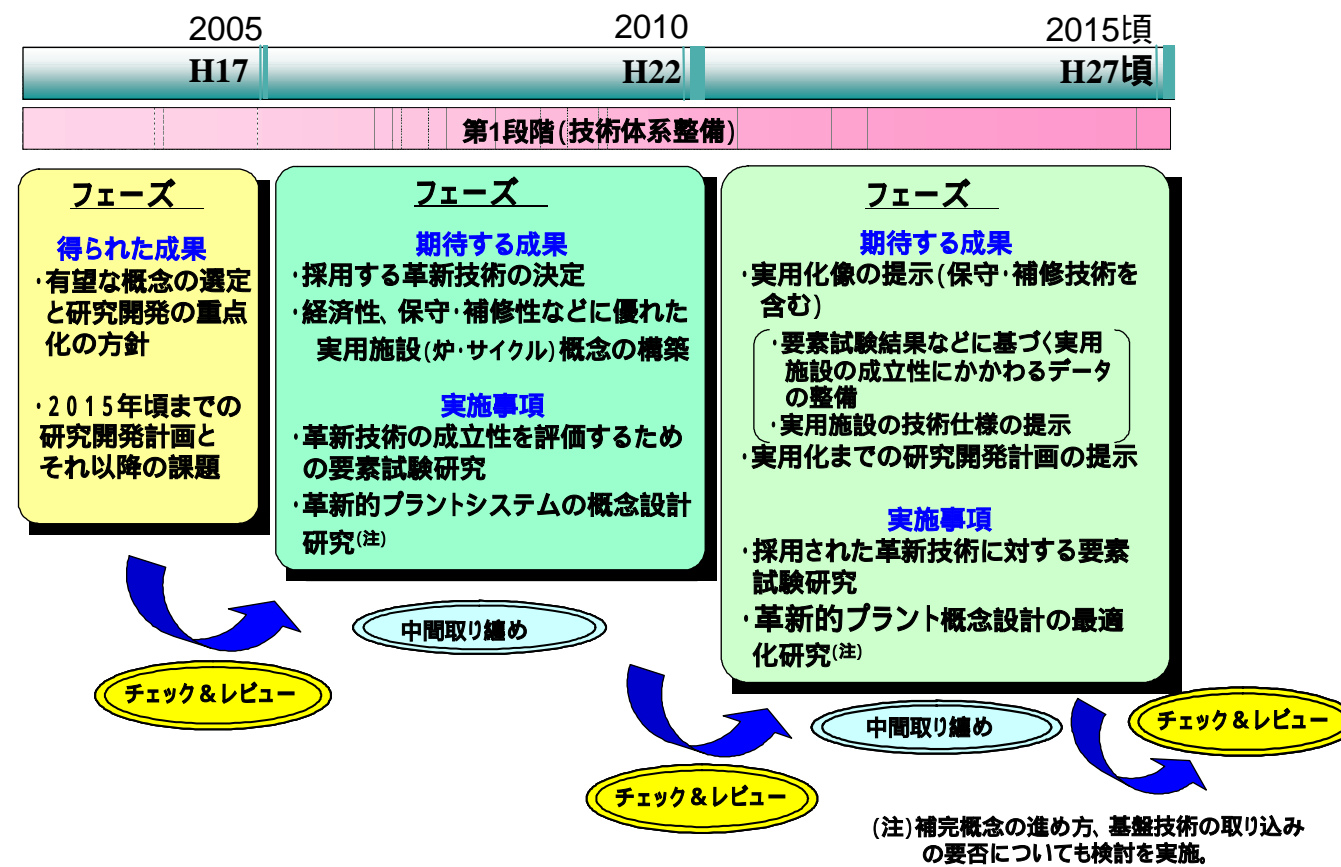 2005
2010
2015頃
H17
H22
H27頃
第1段階(技術体系整備)
フェーズ
得られた成果
・有望な概念の選定
と研究開発の重点
化の方針
・2015年頃までの
研究開発計画と
それ以降の課題
フェーズ
期待する成果
・採用する革新技術の決定
・経済性、保守・補修性などに優れた
実用施設(炉・サイクル)概念の構築
実施事項
・革新技術の成立性を評価するため
の要素試験研究
・革新的プラントシステムの概念設計
研究(注)
フェーズ
期待する成果
・実用化像の提示(保守・補修技術を
含む)
・要素試験結果などに基づく実用
施設の成立性にかかわるデータ
の整備
・実用施設の技術仕様の提示
・実用化までの研究開発計画の提示
実施事項
・採用された革新技術に対する要素
試験研究
・革新的プラント概念設計の最適
化研究(注)
チェック&レビュー
中間取り纏め
チェック&レビュー
中間取り纏め
チェック&レビュー
(注)補完概念の進め方、基盤技術の取り込み
の要否についても検討を実施。